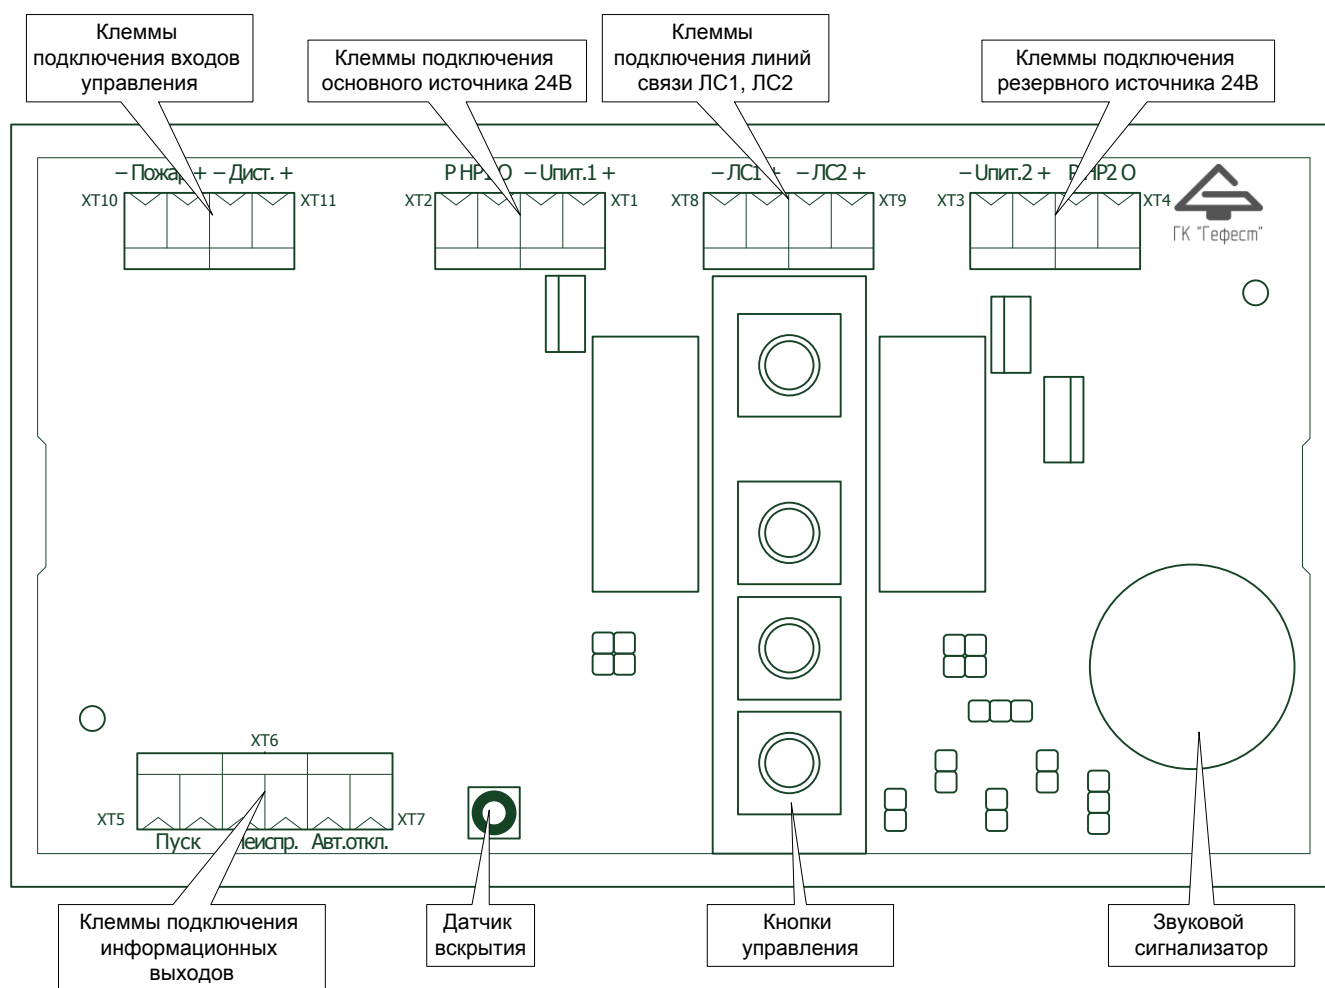 Клеммы
подключения входов
управления
Клеммы подключения
основного источника 24В
Клеммы
подключения линий
связи ЛС1, ЛС2
Клеммы подключения
резервного источника 24В
– Пожар + – Дист. +
Р НР1 О – Uпит.1 +
– ЛС1 + – ЛС2 +
– Uпит.2 + Р НР2 О
XT10
XT11
XT2
XT1
XT8
XT9
XT3
XT4
ГК "Гефест"
XT6
XT5
XT7
Пуск Неиспр. Авт.откл.
Клеммы подключения
информационных
выходов
Датчик
вскрытия
Кнопки
управления
Звуковой
сигнализатор